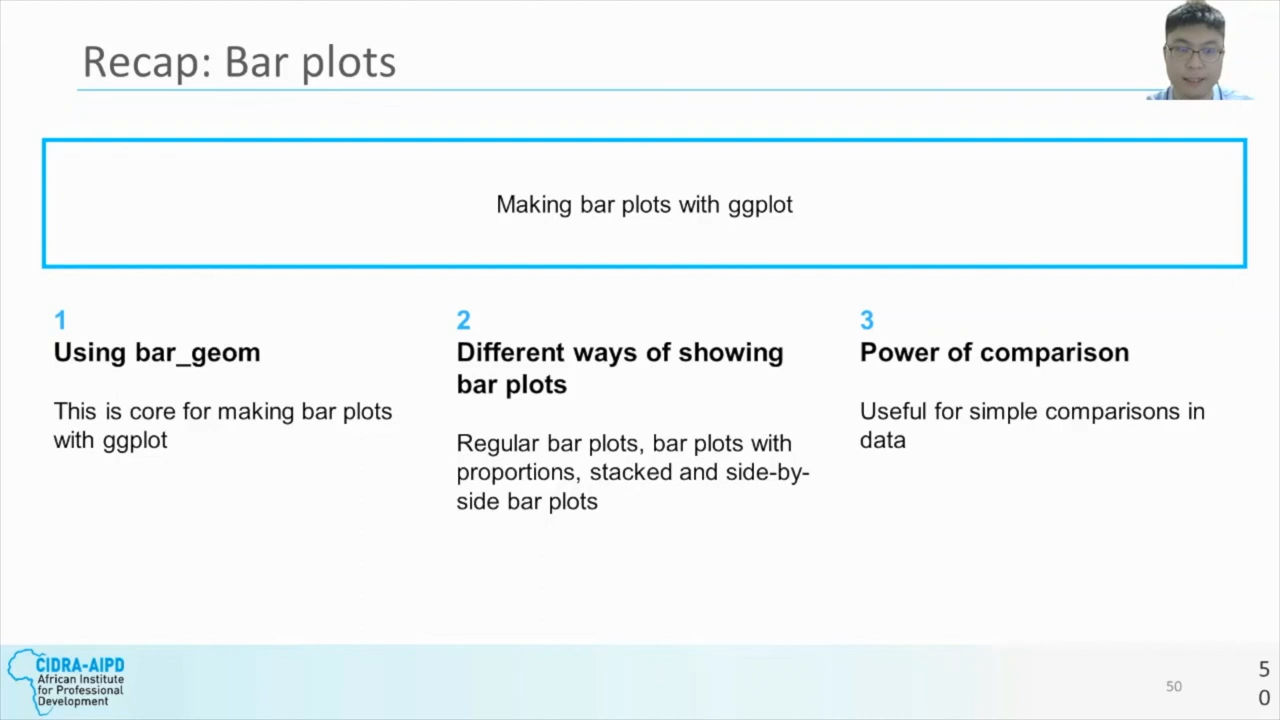 Recap: Bar plots
Making bar plots with ggplot
1
Using bar_geom
This is core for making bar plots
with ggplot
2
Different ways of showing
bar plots
Regular bar plots, bar plots with
proportions, stacked and side-by-
side bar plots
3
Power of comparison
Useful for simple comparisons in
data
CIDRA-AIPD
African Institute
for Professional
Development
50
5
0